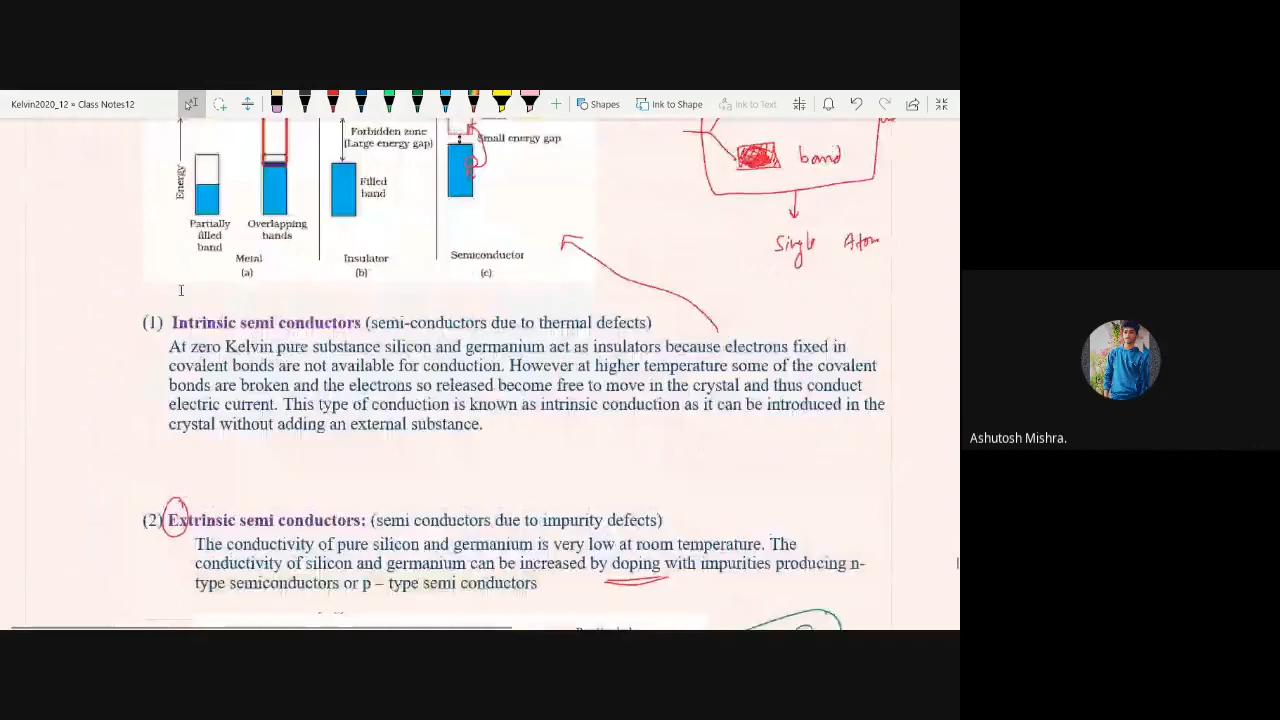 Kelvin2020_12 » Class Notes12
Shapes
Ink to Shape
Ink to Text
Energy
Forbidden zone
(Large energy gap)
Small energy gap
Filled
band
Partially
filled
band
Overlapping
bands
Metal
Insulator
Semiconductor
(a)
(b)
(c)
band
Single Atom
(1) Intrinsic semi conductors (semi-conductors due to thermal defects)
At zero Kelvin pure substance silicon and germanium act as insulators because electrons fixed in
covalent bonds are not available for conduction. However at higher temperature some of the covalent
bonds are broken and the electrons so released become free to move in the crystal and thus conduct
electric current. This type of conduction is known as intrinsic conduction as it can be introduced in the
crystal without adding an external substance.
(2) Extrinsic semi conductors: (semi conductors due to impurity defects)
The conductivity of pure silicon and germanium is very low at room temperature. The
conductivity of silicon and germanium can be increased by doping with impurities producing n-
type semiconductors or p – type semi conductors
Ashutosh Mishra.